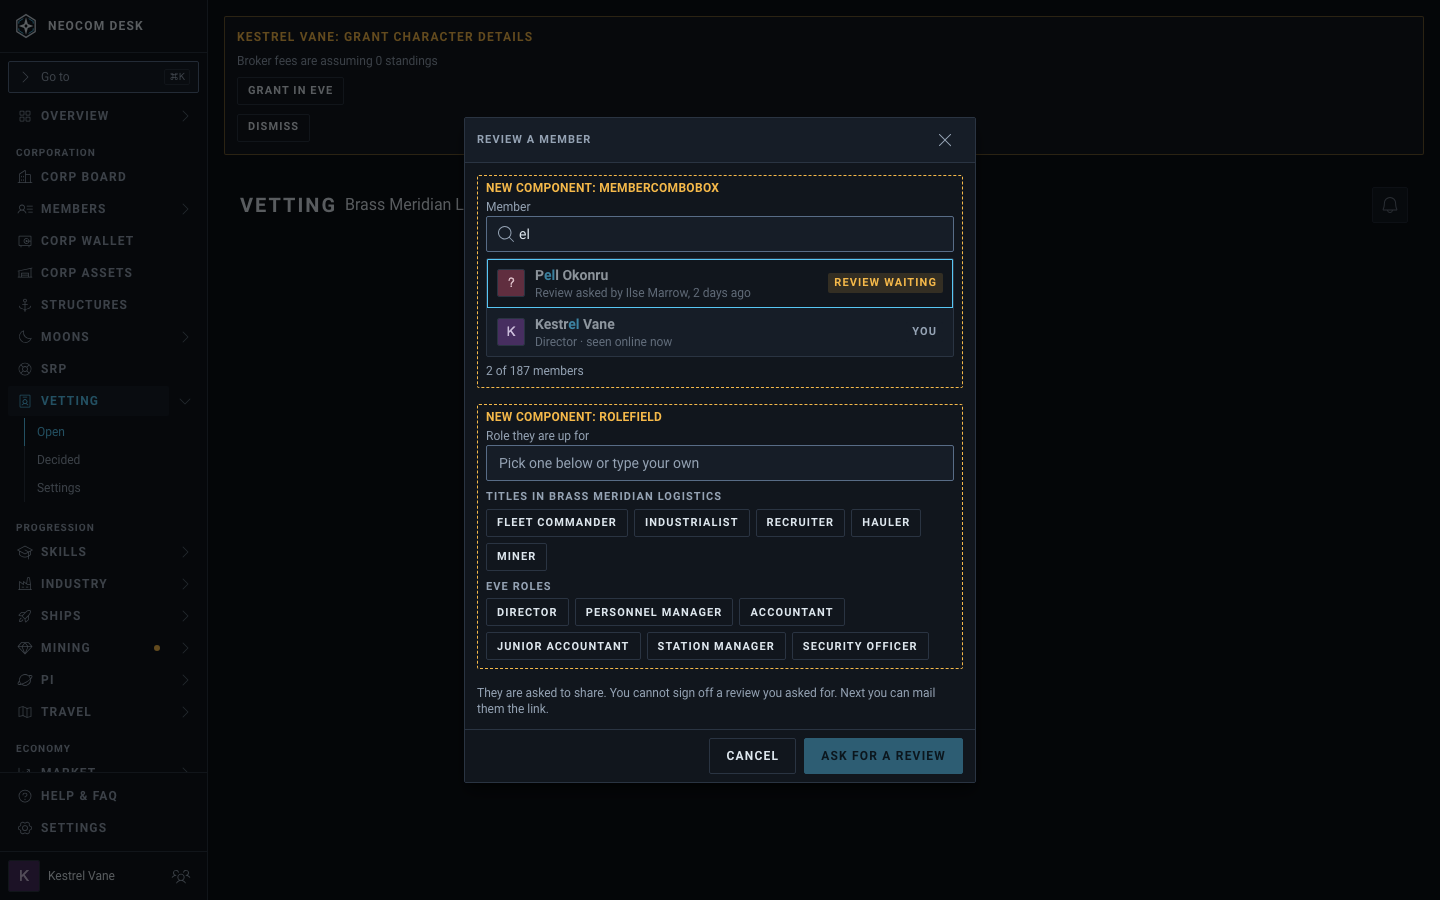 NEOCOM DESK
Go to
⌘K
OVERVIEW
CORPORATION
CORP BOARD
MEMBERS
CORP WALLET
CORP ASSETS
STRUCTURES
MOONS
SRP
VETTING
Open
Decided
Settings
PROGRESSION
SKILLS
INDUSTRY
SHIPS
MINING
PI
TRAVEL
ECONOMY
MARKET
HELP & FAQ
SETTINGS
K
Kestrel Vane
KESTREL VANE: GRANT CHARACTER DETAILS
Broker fees are assuming 0 standings
GRANT IN EVE
DISMISS
VETTING Brass Meridian L
REVIEW A MEMBER
NEW COMPONENT: MEMBERCOMBOBOX
Member
el
?
Pell Okonru
Review asked by Ilse Marrow, 2 days ago
REVIEW WAITING
K
Kestrel Vane
Director · seen online now
YOU
2 of 187 members
NEW COMPONENT: ROLEFIELD
Role they are up for
Pick one below or type your own
TITLES IN BRASS MERIDIAN LOGISTICS
FLEET COMMANDER INDUSTRIALIST RECRUITER HAULER
MINER
EVE ROLES
DIRECTOR PERSONNEL MANAGER ACCOUNTANT
JUNIOR ACCOUNTANT STATION MANAGER SECURITY OFFICER
They are asked to share. You cannot sign off a review you asked for. Next you can mail
them the link.
CANCEL ASK FOR A REVIEW